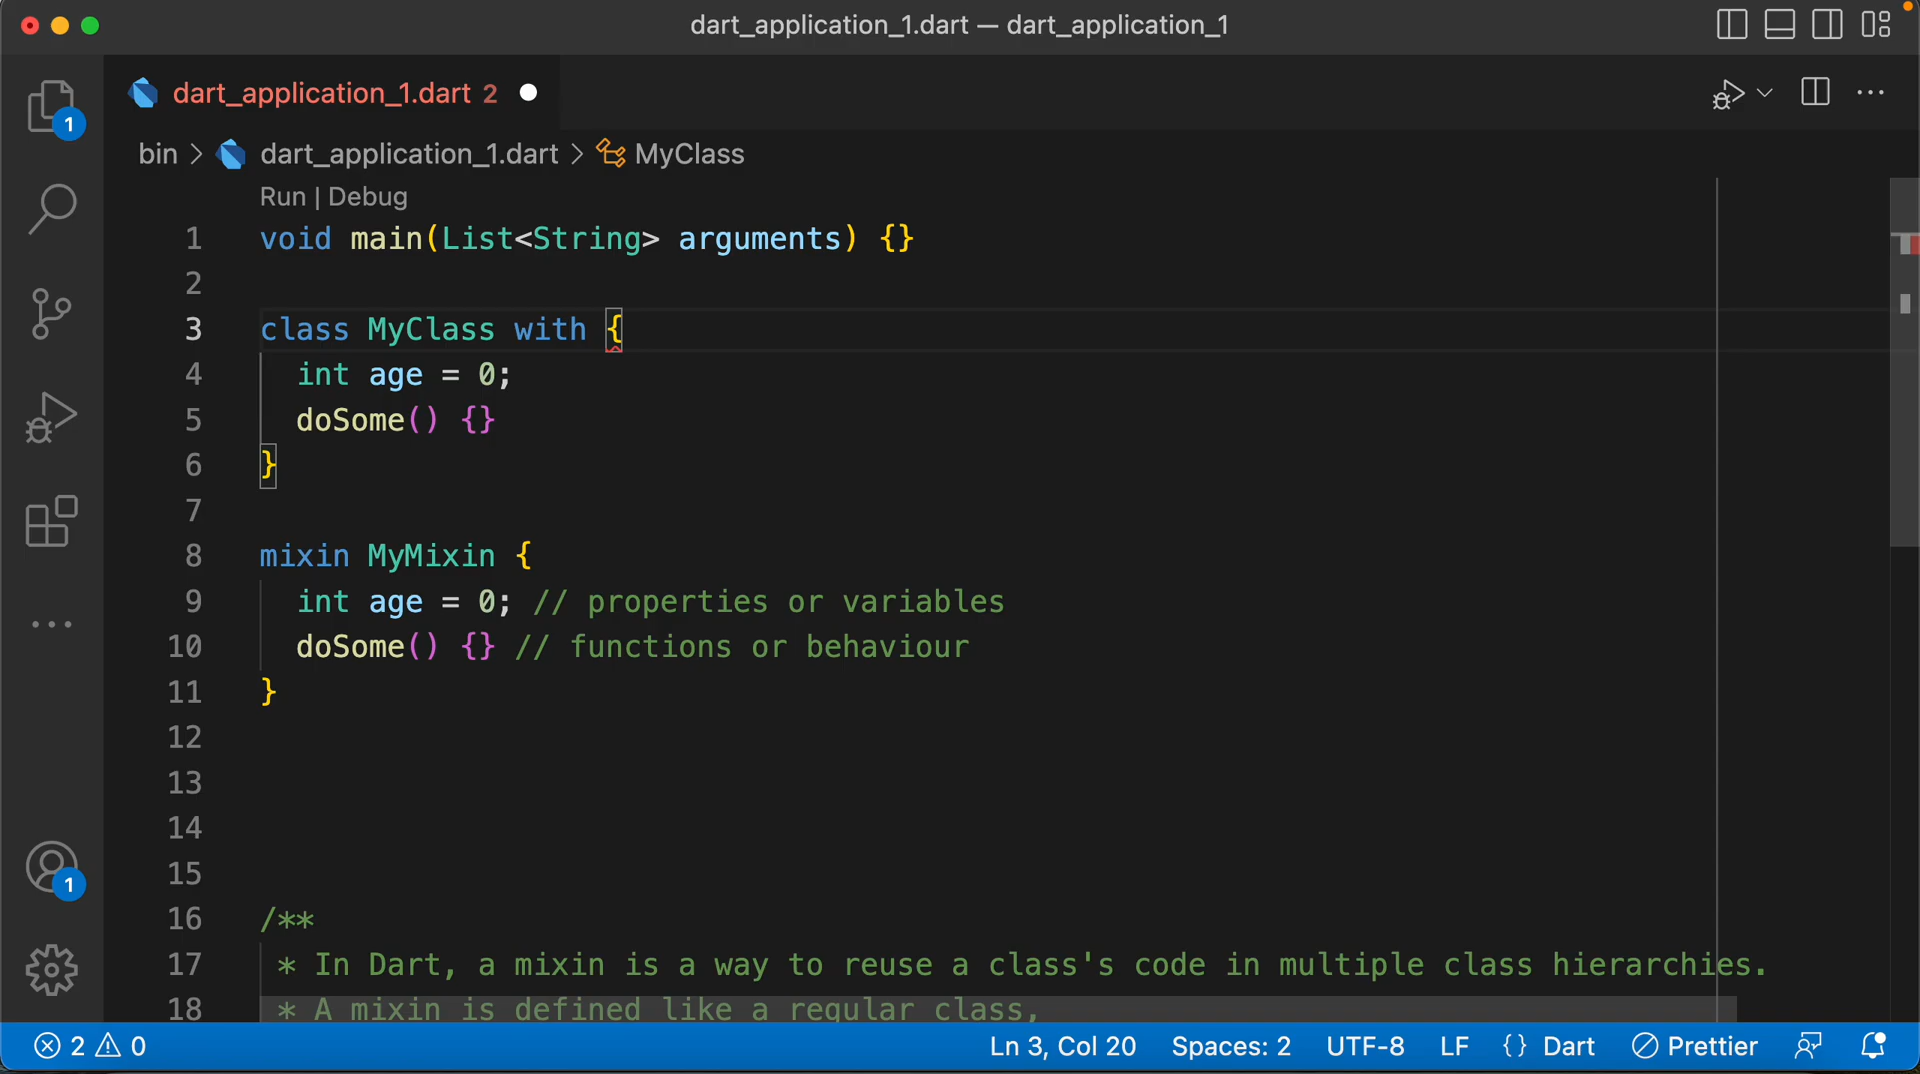 dart_application_1.dart — dart_application_1
dart_application_1.dart 2
bin > dart_application_1.dart > MyClass
Run | Debug
1 void main(List<String> arguments) {}
2
3 class MyClass with {
4 int age = 0;
5 doSome() {}
6 }
7
8 mixin MyMixin {
9 int age = 0; // properties or variables
10 doSome() {} // functions or behaviour
11 }
12
13
14
15
16 /**
17 * In Dart, a mixin is a way to reuse a class's code in multiple class hierarchies.
18 * A mixin is defined like a regular class,
1
1
2 0 Ln 3, Col 20 Spaces: 2 UTF-8 LF {} Dart Prettier